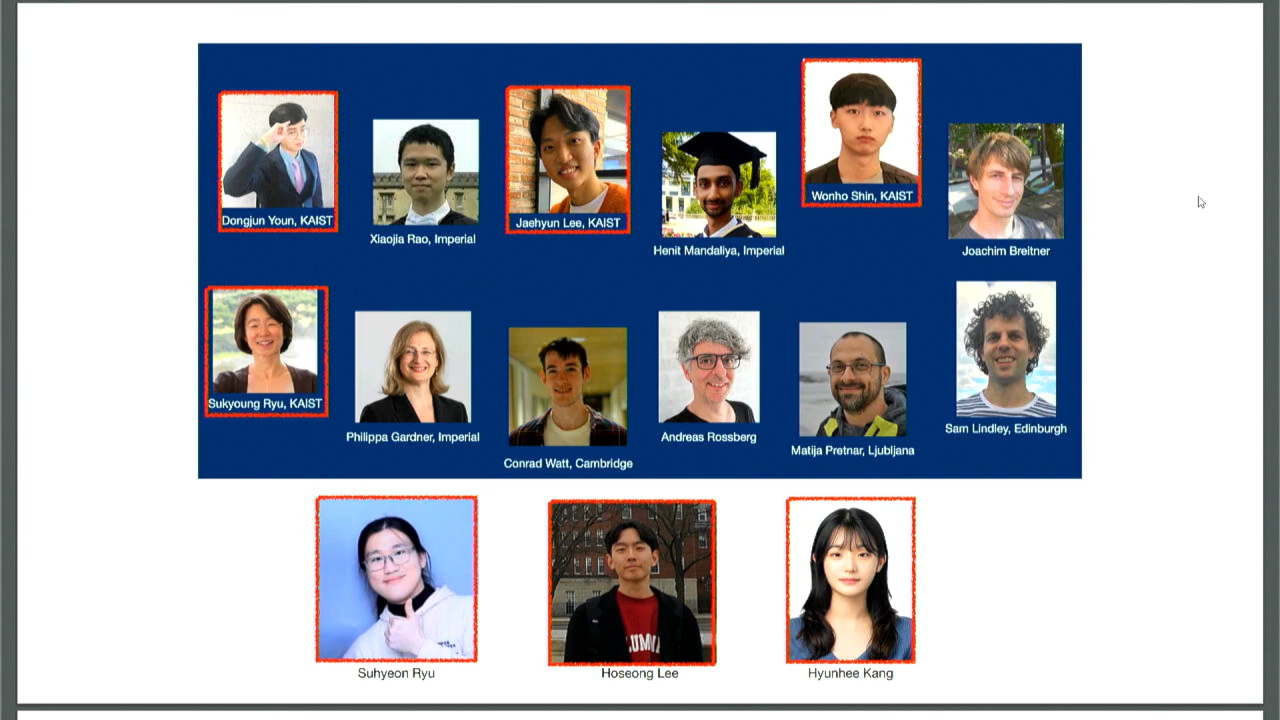 Dongjun Youn, KAIST
Xiaojia Rao, Imperial
Jaehyun Lee, KAIST
Henit Mandaliya, Imperial
Wonho Shin, KAIST
Joachim Breitner
Sukyoung Ryu, KAIST
Philippa Gardner, Imperial
Conrad Watt, Cambridge
Andreas Rossberg
Matija Pretnar, Ljubljana
Sam Lindley, Edinburgh
Suhyeon Ryu
Hoseong Lee
Hyunhee Kang